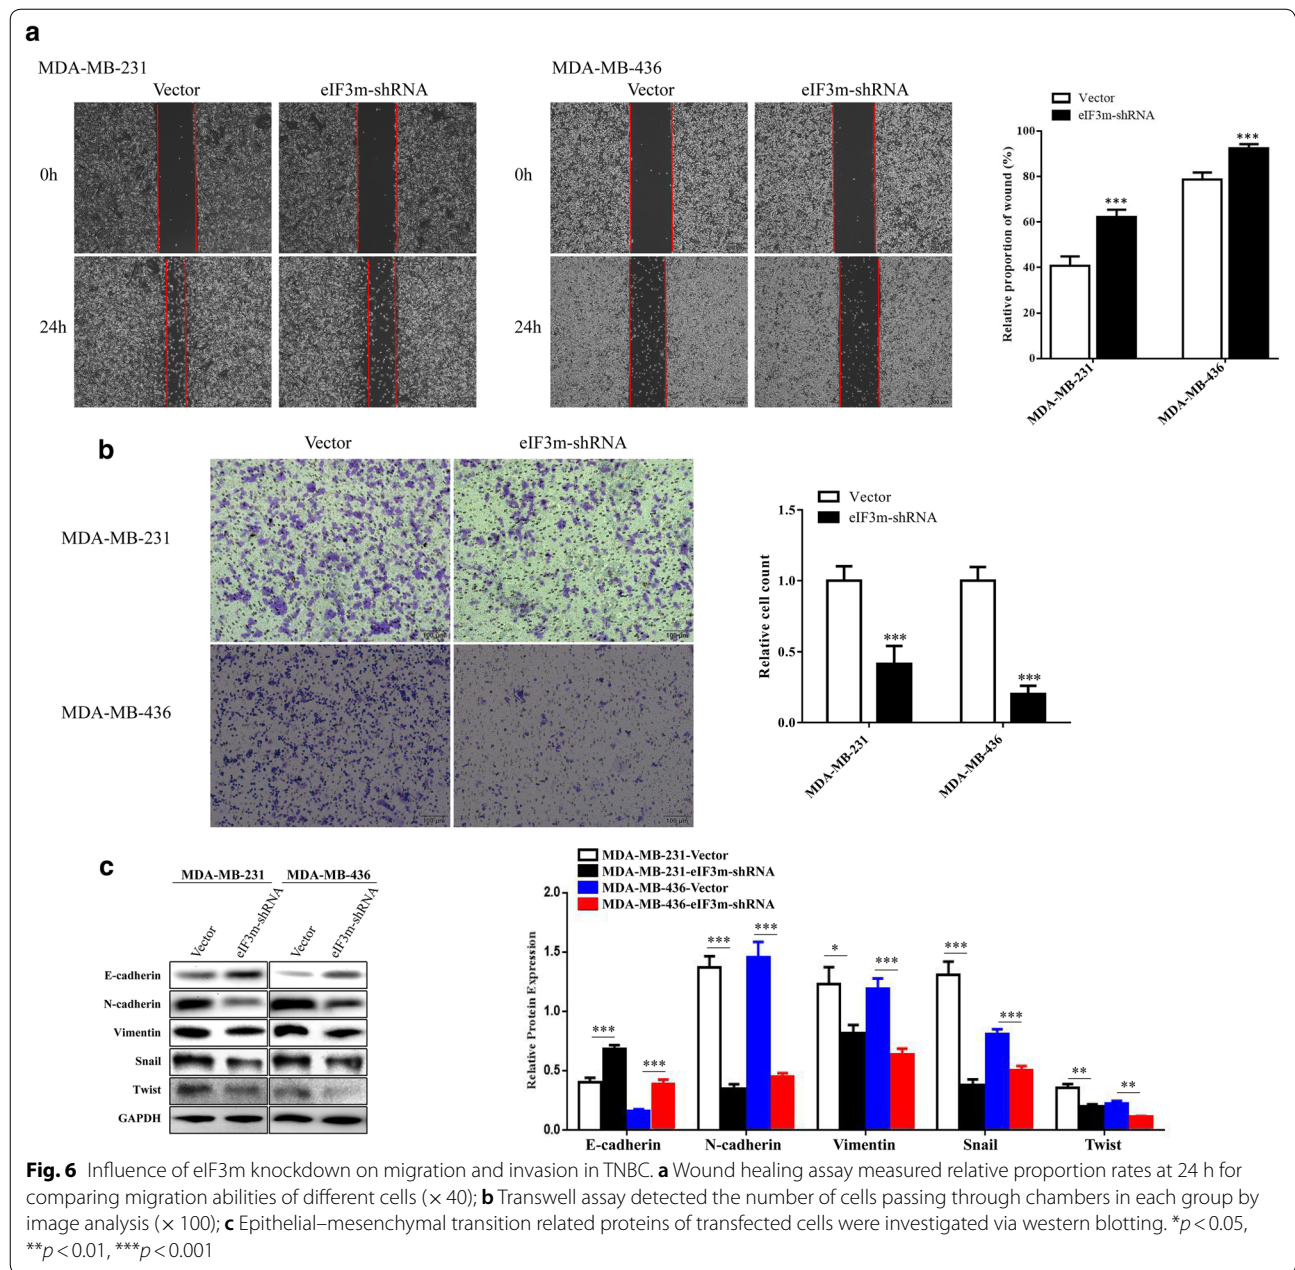 a
MDA-MB-231
Vector
eIF3m-shRNA
0h
24h
MDA-MB-436
Vector
eIF3m-shRNA
0h
24h
Vector
eIF3m-shRNA
Relative proportion of wound (%)
100
80
60
40
20
0
***
***
MDA-MB-231
MDA-MB-436
b
Vector
eIF3m-shRNA
MDA-MB-231
100 μm
100 μm
MDA-MB-436
100 μm
100 μm
Vector
eIF3m-shRNA
Relative cell count
1.5
1.0
0.5
0.0
***
***
MDA-MB-231
MDA-MB-436
c
MDA-MB-231 MDA-MB-436
Vector
eIF3m-shRNA
Vector
eIF3m-shRNA
E-cadherin
N-cadherin
Vimentin
Snail
Twist
GAPDH
MDA-MB-231-Vector
MDA-MB-231-eIF3m-shRNA
MDA-MB-436-Vector
MDA-MB-436-eIF3m-shRNA
Relative Protein Expression
2.0
1.5
1.0
0.5
0.0
*** *** *** *** * *** *** *** ** **
E-cadherin N-cadherin Vimentin Snail Twist
Fig. 6 Influence of eIF3m knockdown on migration and invasion in TNBC. a Wound healing assay measured relative proportion rates at 24 h for
comparing migration abilities of different cells (× 40); b Transwell assay detected the number of cells passing through chambers in each group by
image analysis (× 100); c Epithelial–mesenchymal transition related proteins of transfected cells were investigated via western blotting. *p < 0.05,
**p < 0.01, ***p < 0.001